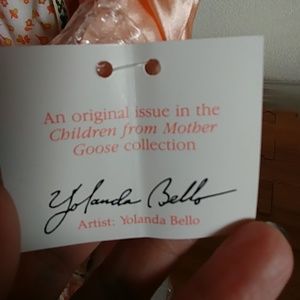 An original issue in the
Children from Mother
Goose collection
Yolanda Bello
Artist: Yolanda Bello